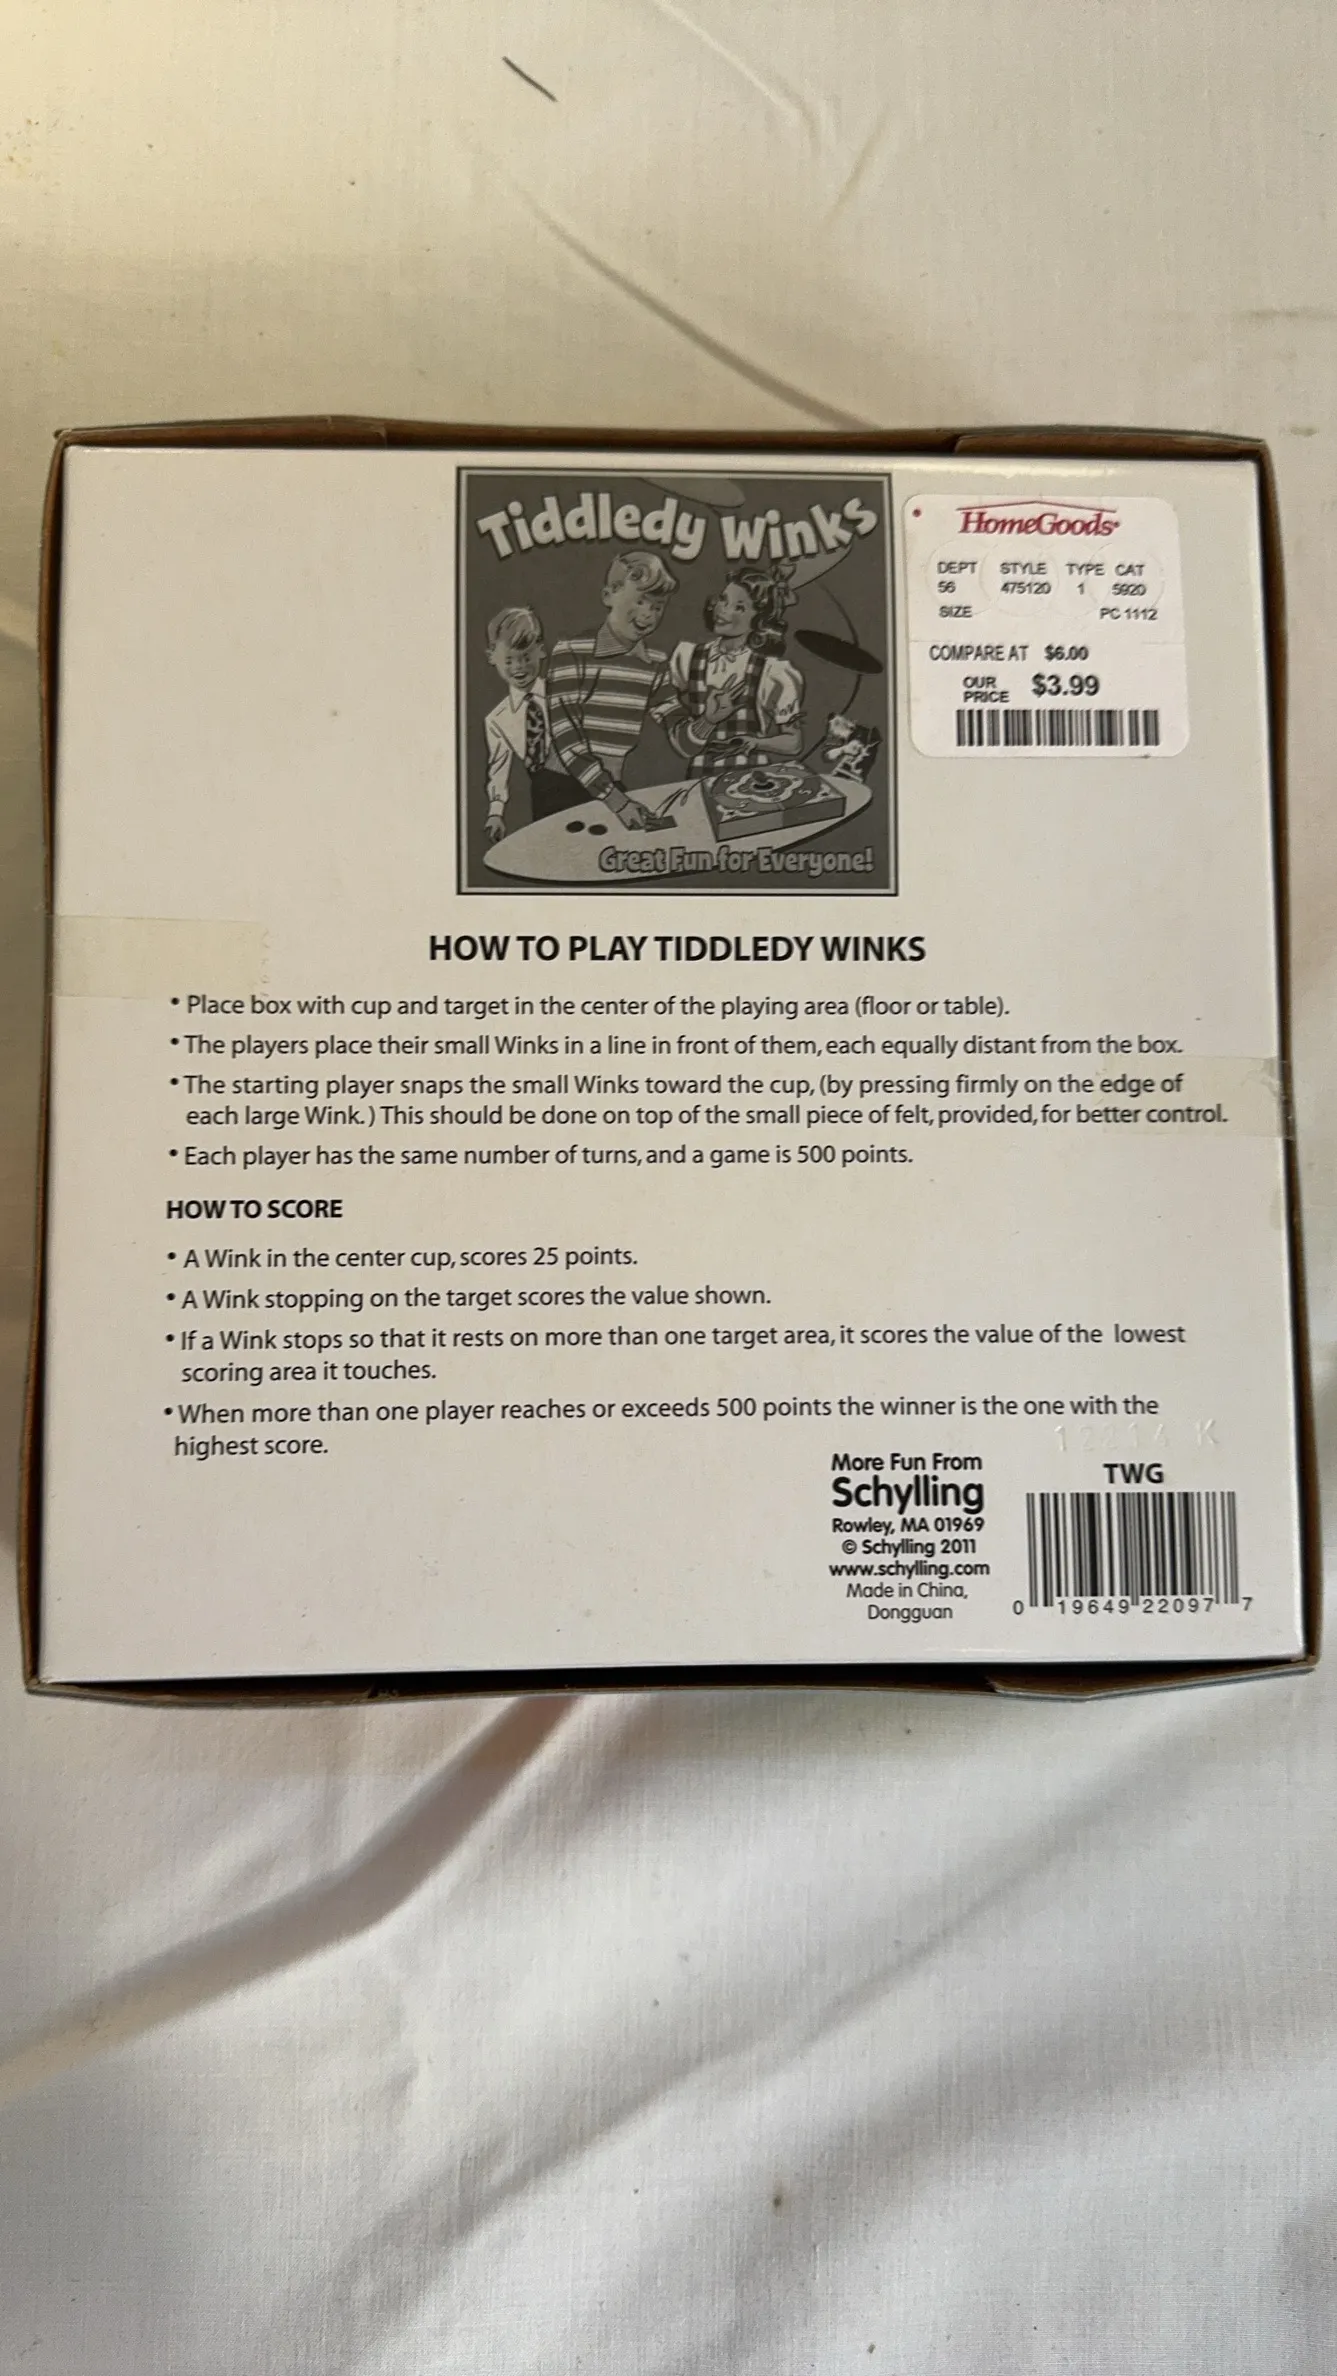 Tiddledy Winks
Great Fun for Everyone!
HomeGoods
DEPT STYLE TYPE CAT
56 475120 1 5920
SIZE PC 1112
COMPARE AT $6.00
OUR PRICE $3.99
HOW TO PLAY TIDDLEDY WINKS
• Place box with cup and target in the center of the playing area (floor or table).
• The players place their small Winks in a line in front of them, each equally distant from the box.
• The starting player snaps the small Winks toward the cup, (by pressing firmly on the edge of
each large Wink.) This should be done on top of the small piece of felt, provided, for better control.
• Each player has the same number of turns, and a game is 500 points.
HOW TO SCORE
• A Wink in the center cup, scores 25 points.
• A Wink stopping on the target scores the value shown.
• If a Wink stops so that it rests on more than one target area, it scores the value of the lowest
scoring area it touches.
• When more than one player reaches or exceeds 500 points the winner is the one with the
highest score.
12214 K
More Fun From
Schylling
Rowley, MA 01969
© Schylling 2011
www.schylling.com
Made in China,
Dongguan
TWG
0 19649 22097 7